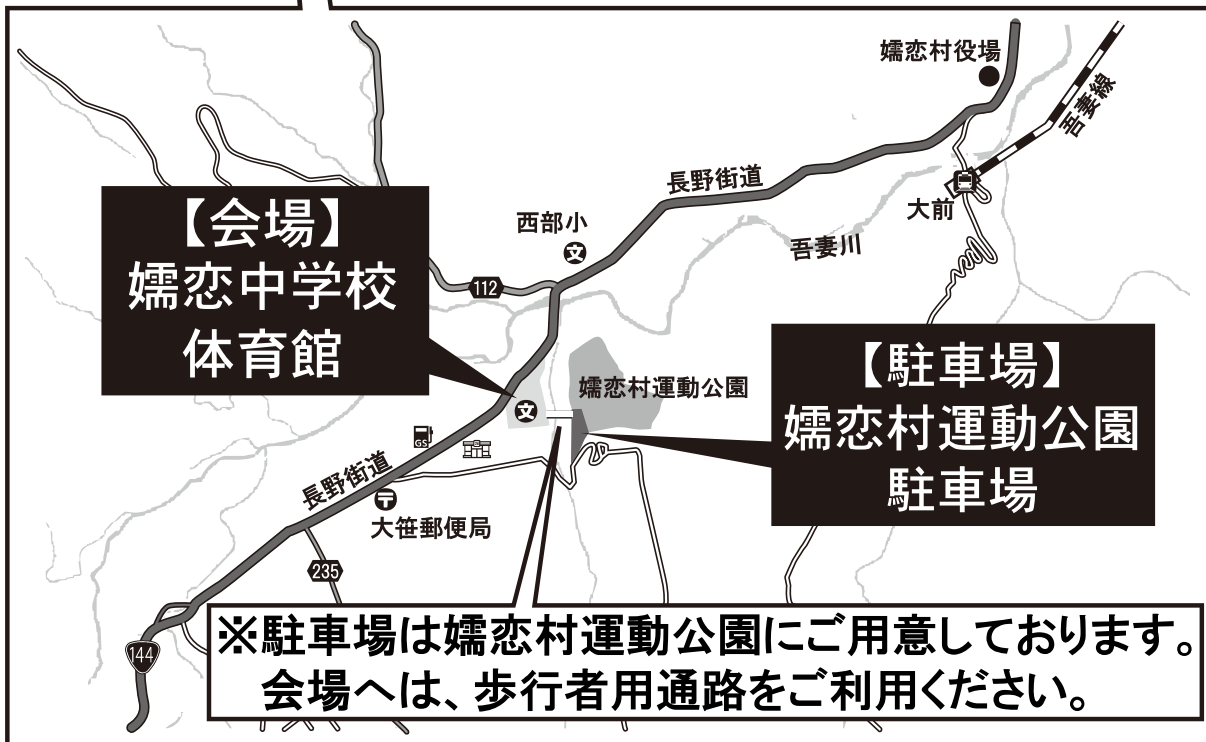 嬬恋村役場
吾妻線
長野街道
大前
西部小
文
吾妻川
【会場】
嬬恋中学校
体育館
112
嬬恋村運動公園
文
【駐車場】
嬬恋村運動公園
駐車場
GS
長野街道
〒
大笹郵便局
235
144
※駐車場は嬬恋村運動公園にご用意しております。
会場へは、歩行者用通路をご利用ください。